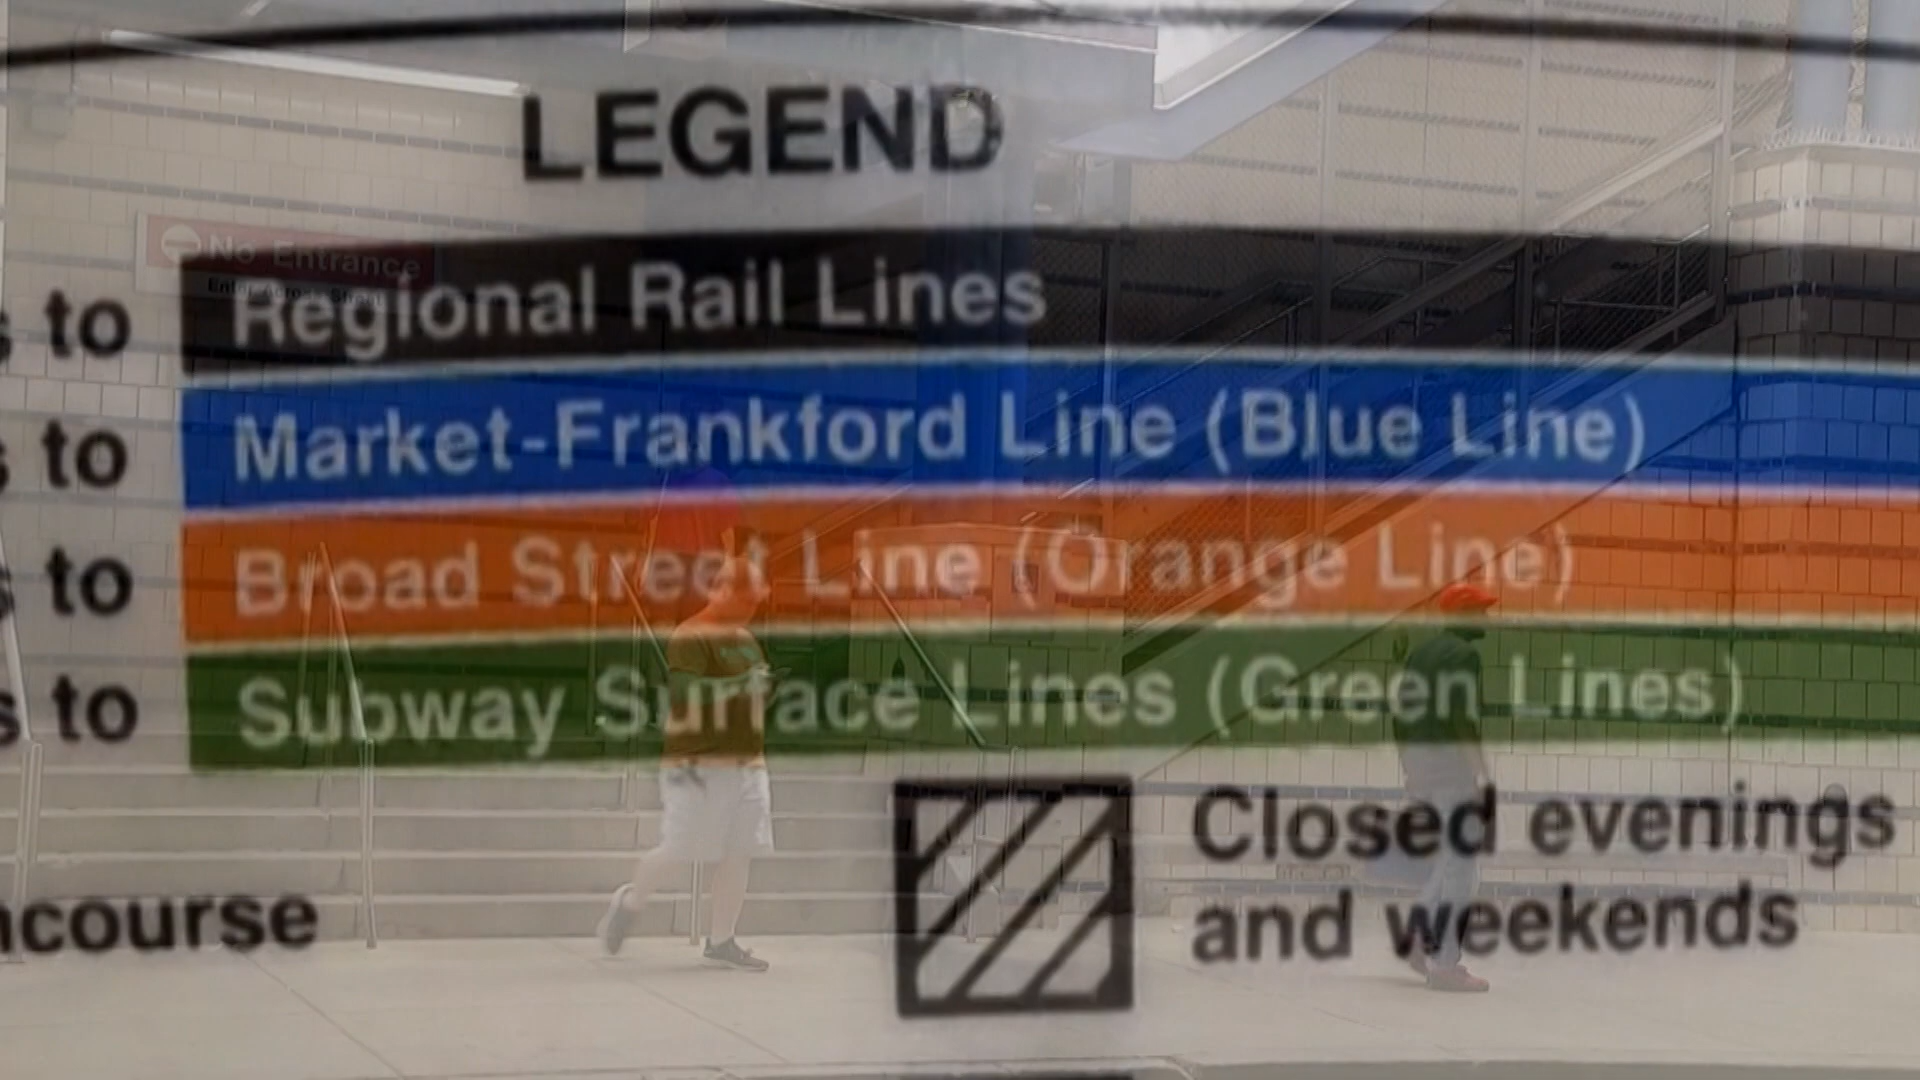 LEGEND
No Entrance
to Regional Rail Lines
s to Market-Frankford Line (Blue Line)
s to Broad Street Line (Orange Line)
s to Subway Surface Lines (Green Lines)
Closed evenings
and weekends
ncourse